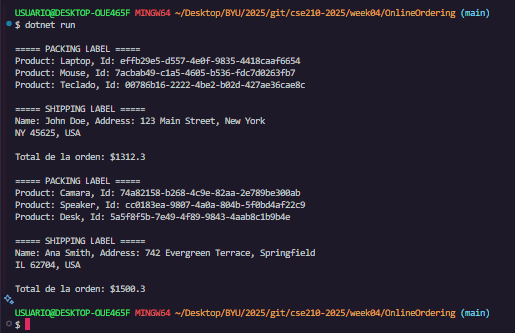 USUARIO@DESKTOP-OUE465F MINGW64 ~/Desktop/BYU/2025/git/cse210-2025/week04/OnlineOrdering (main)
$ dotnet run
===== PACKING LABEL =====
Product: Laptop, Id: effb29e5-d557-4e0f-9835-4418caaf6654
Product: Mouse, Id: 7acbab49-c1a5-4605-b536-fdc7d0263fb7
Product: Teclado, Id: 00786b16-2222-4be2-b02d-427ae36cae8c
===== SHIPPING LABEL =====
Name: John Doe, Address: 123 Main Street, New York
NY 45625, USA
Total de la orden: $1312.3
===== PACKING LABEL =====
Product: Camara, Id: 74a82158-b268-4c9e-82aa-2e789be300ab
Product: Speaker, Id: cc0183ea-9807-4a0a-804b-5f0bd4af22c9
Product: Desk, Id: 5a5f8f5b-7e49-4f89-9843-4aab8c1b9b4e
===== SHIPPING LABEL =====
Name: Ana Smith, Address: 742 Evergreen Terrace, Springfield
IL 62704, USA
Total de la orden: $1500.3
USUARIO@DESKTOP-OUE465F MINGW64 ~/Desktop/BYU/2025/git/cse210-2025/week04/OnlineOrdering (main)
$